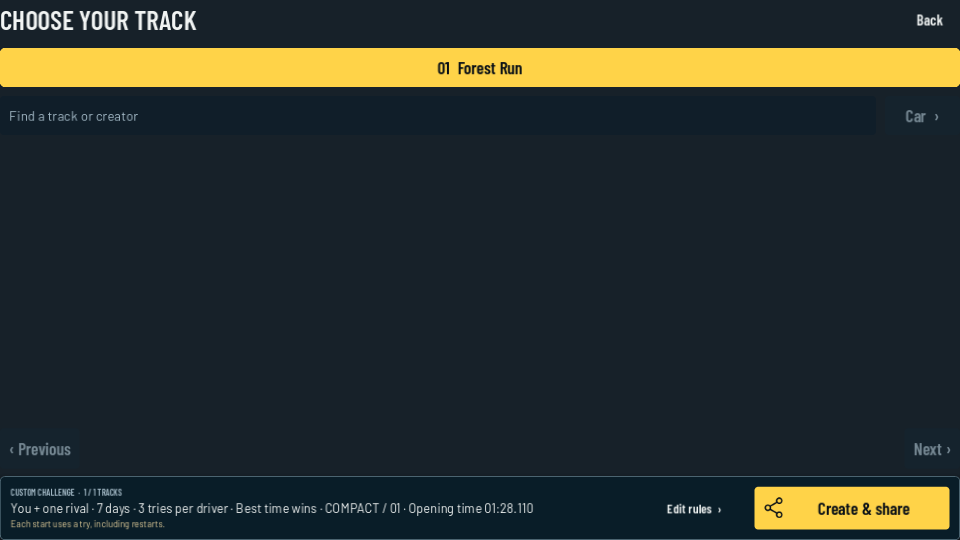 CHOOSE YOUR TRACK
Back
01 Forest Run
Find a track or creator
Car ›
‹ Previous
Next ›
CUSTOM CHALLENGE · 1 / 1 TRACKS
You + one rival · 7 days · 3 tries per driver · Best time wins · COMPACT / 01 · Opening time 01:28.110
Each start uses a try, including restarts.
Edit rules ›
Create & share